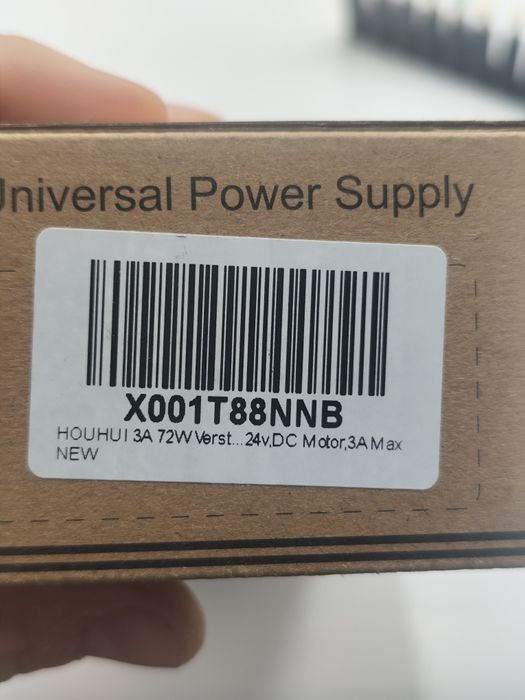 Universal Power Supply
X001T88NNB
HOUHUI 3A 72W Verst...24v,DC Motor,3A Max
NEW